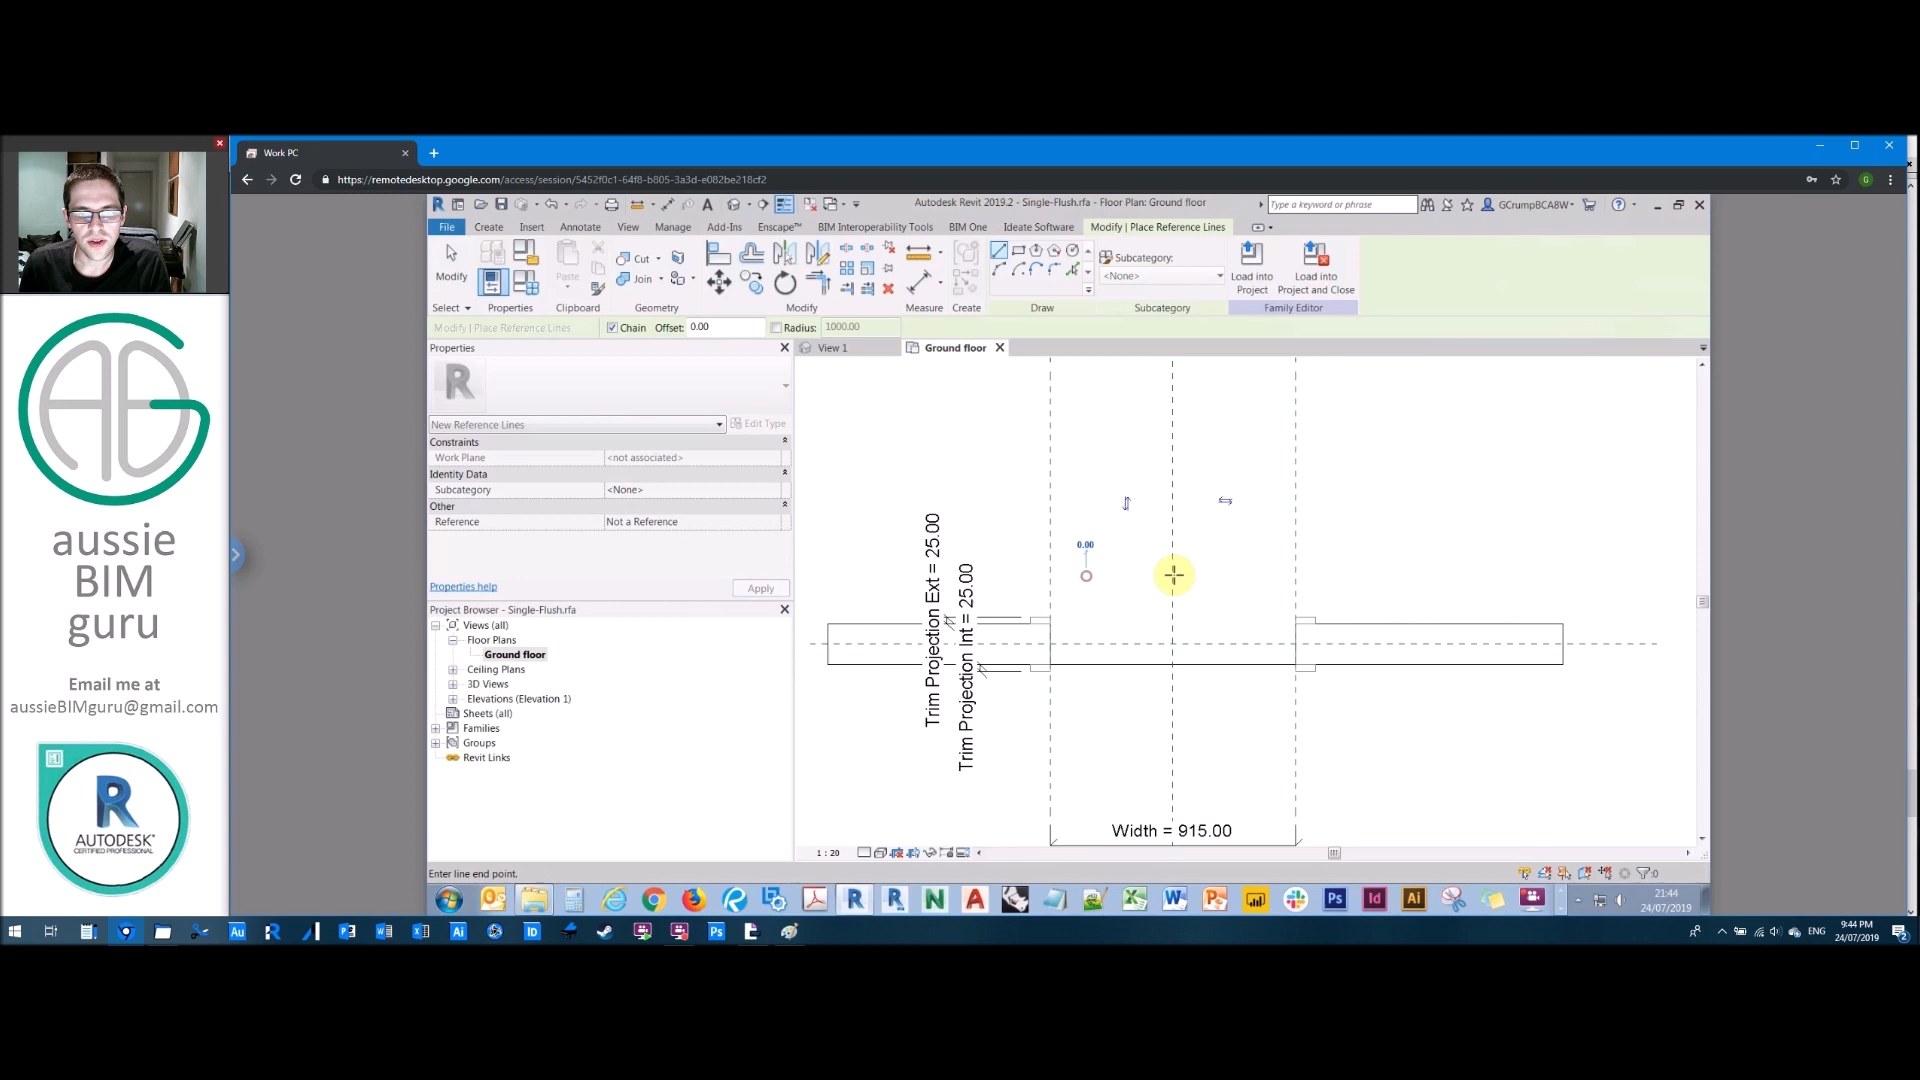 Work PC
https://remotedesktop.google.com/access/session/5452f0c1-64f8-b805-3a3d-e082be218cf2
Autodesk Revit 2019.2 - Single-Flush.rfa - Floor Plan: Ground floor
Type a keyword or phrase
GCrumpBCA8W
File Create Insert Annotate View Manage Add-Ins Enscape™ BIM Interoperability Tools BIM One Ideate Software Modify | Place Reference Lines
Modify
Paste
Cut
Join
Subcategory:
<None>
Load into Project
Load into Project and Close
Select Properties Clipboard Geometry Modify Measure Create Draw Subcategory Family Editor
Modify | Place Reference Lines
Chain Offset: 0.00
Radius: 1000.00
Properties
View 1
Ground floor
New Reference Lines
Edit Type
Constraints
Work Plane <not associated>
Identity Data
Subcategory <None>
Other
Reference Not a Reference
Properties help
Apply
Project Browser - Single-Flush.rfa
Views (all)
Floor Plans
Ground floor
Ceiling Plans
3D Views
Elevations (Elevation 1)
Sheets (all)
Families
Groups
Revit Links
0.00
Trim Projection Ext = 25.00
Trim Projection Int = 25.00
Width = 915.00
1 : 20
Enter line end point.
:0
21:44
24/07/2019
ENG
9:44 PM
24/07/2019
aussie
BIM
guru
Email me at
aussieBIMguru@gmail.com
R
AUTODESK
CERTIFIED PROFESSIONAL